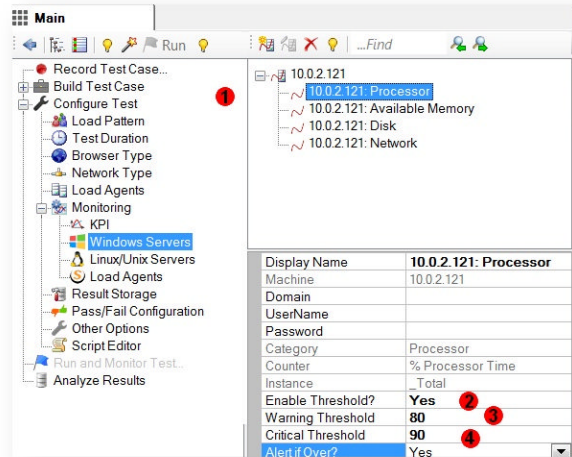 Main
Run
...Find
Record Test Case...
Build Test Case
Configure Test
1
Load Pattern
Test Duration
Browser Type
Network Type
Load Agents
Monitoring
KPI
Windows Servers
Linux/Unix Servers
Load Agents
Result Storage
Pass/Fail Configuration
Other Options
Script Editor
Run and Monitor Test...
Analyze Results
10.0.2.121
10.0.2.121: Processor
10.0.2.121: Available Memory
10.0.2.121: Disk
10.0.2.121: Network
Display Name 10.0.2.121: Processor
Machine 10.0.2.121
Domain
UserName
Password
Category Processor
Counter % Processor Time
Instance _Total
Enable Threshold? Yes 2
Warning Threshold 80 3
Critical Threshold 90 4
Alert if Over? Yes